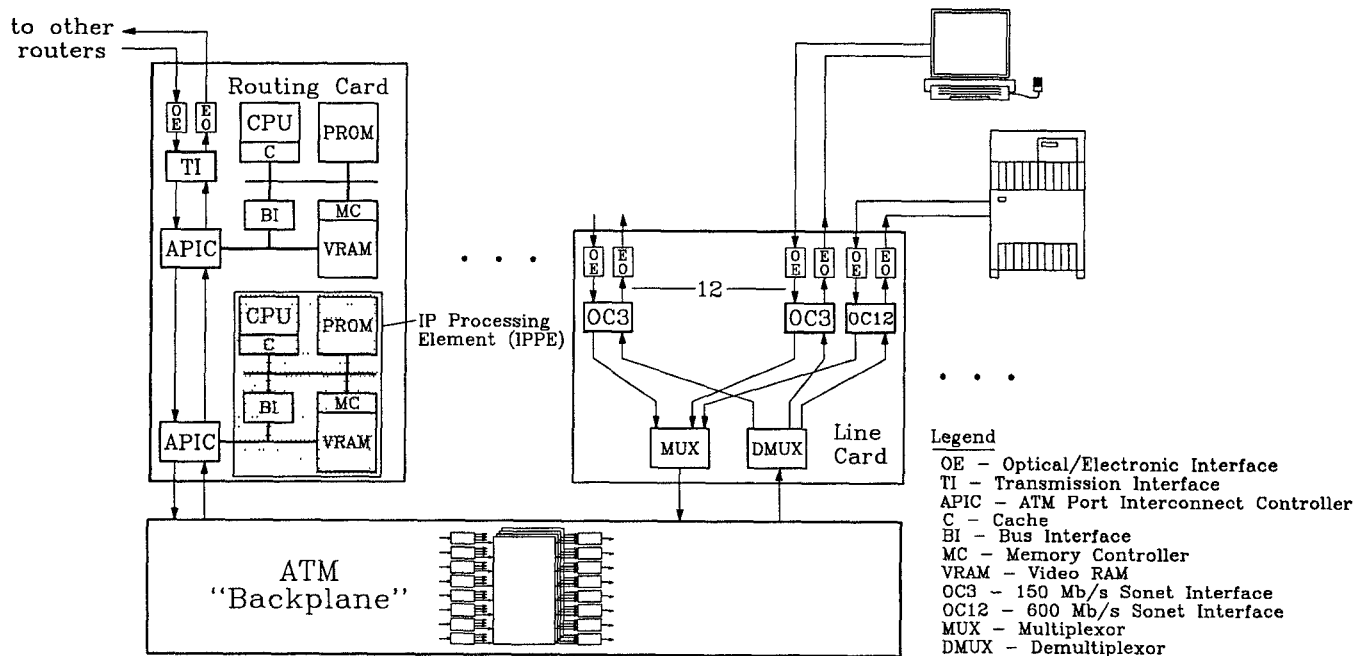 to other
routers
Routing Card
OE
EO
CPU
C
PROM
TI
BI
MC
VRAM
APIC
CPU
C
PROM
IP Processing
Element (IPPE)
BI
MC
VRAM
APIC
OE
EO
12
OE
EO
OE
EO
OC3
OC3
OC12
MUX
DMUX
Line
Card
ATM
"Backplane"
Legend
OE – Optical/Electronic Interface
TI – Transmission Interface
APIC – ATM Port Interconnect Controller
C – Cache
BI – Bus Interface
MC – Memory Controller
VRAM – Video RAM
OC3 – 150 Mb/s Sonet Interface
OC12 – 600 Mb/s Sonet Interface
MUX – Multiplexor
DMUX – Demultiplexor